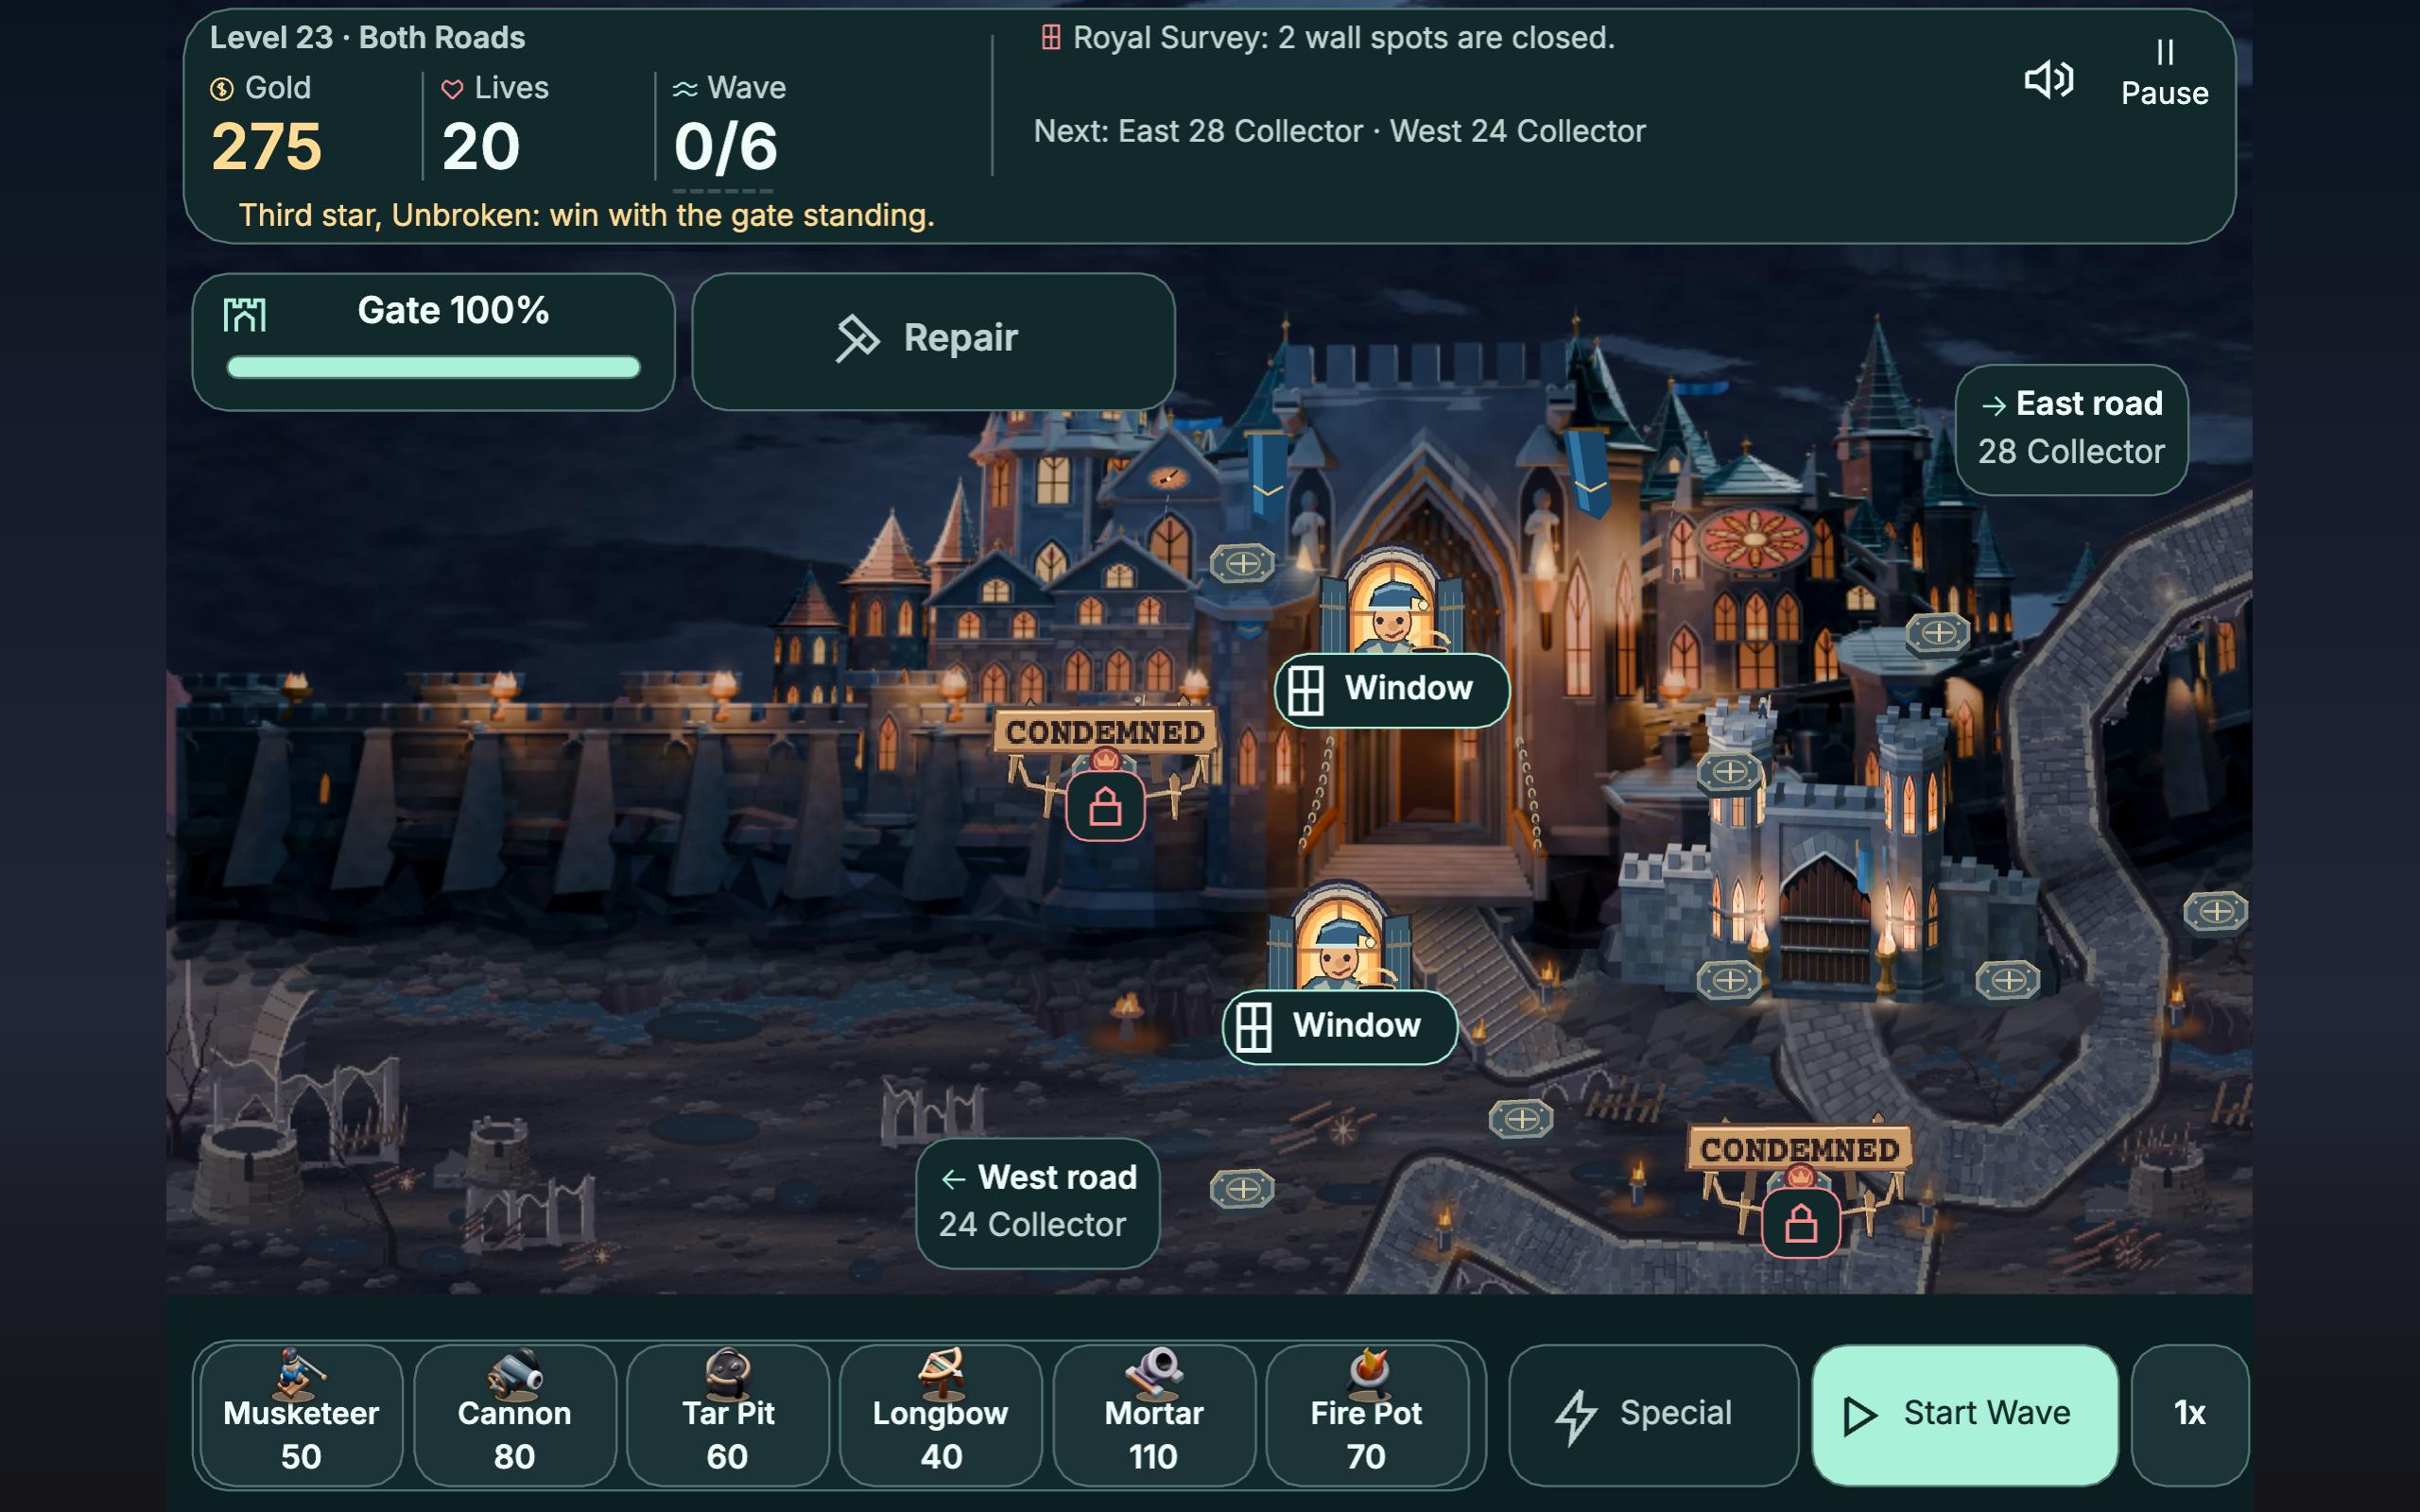 Level 23 · Both Roads
Gold
Lives
Wave
275
20
0/6
Third star, Unbroken: win with the gate standing.
Royal Survey: 2 wall spots are closed.
Next: East 28 Collector · West 24 Collector
Pause
Gate 100%
Repair
East road
28 Collector
Window
CONDEMNED
Window
CONDEMNED
West road
24 Collector
Musketeer
50
Cannon
80
Tar Pit
60
Longbow
40
Mortar
110
Fire Pot
70
Special
Start Wave
1x